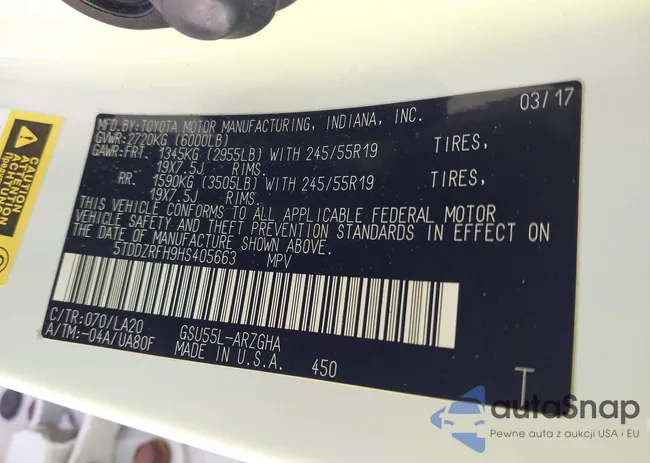 MFD.BY:TOYOTA MOTOR MANUFACTURING, INDIANA, INC. 03/17
GVWR:2720KG (6000LB)
GAWR:FRT. 1345KG (2955LB) WITH 245/55R19 TIRES,
19X7.5J RIMS.
RR. 1590KG (3505LB) WITH 245/55R19 TIRES,
19X7.5J RIMS.
THIS VEHICLE CONFORMS TO ALL APPLICABLE FEDERAL MOTOR
VEHICLE SAFETY AND THEFT PREVENTION STANDARDS IN EFFECT ON
THE DATE OF MANUFACTURE SHOWN ABOVE.
5TDDZRFH9HS405663 MPV
C/TR:070/LA20 GSU55L-ARZGHA
A/TM:-04A/UA80F MADE IN U.S.A. 450
T
CAUTION
ATTENTION
autoSnap
Pewne auta z aukcji USA i EU